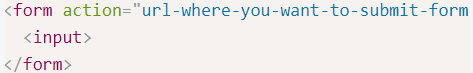 <form action="url-where-you-want-to-submit-form
<input>
</form>